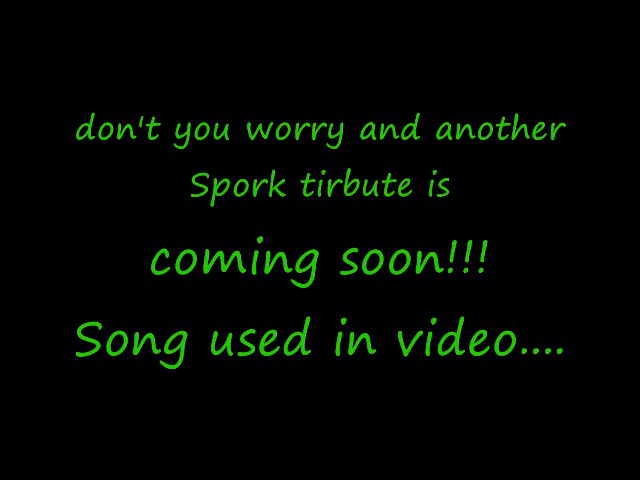 don't you worry and another
Spork tirbute is
coming soon!!!
Song used in video....